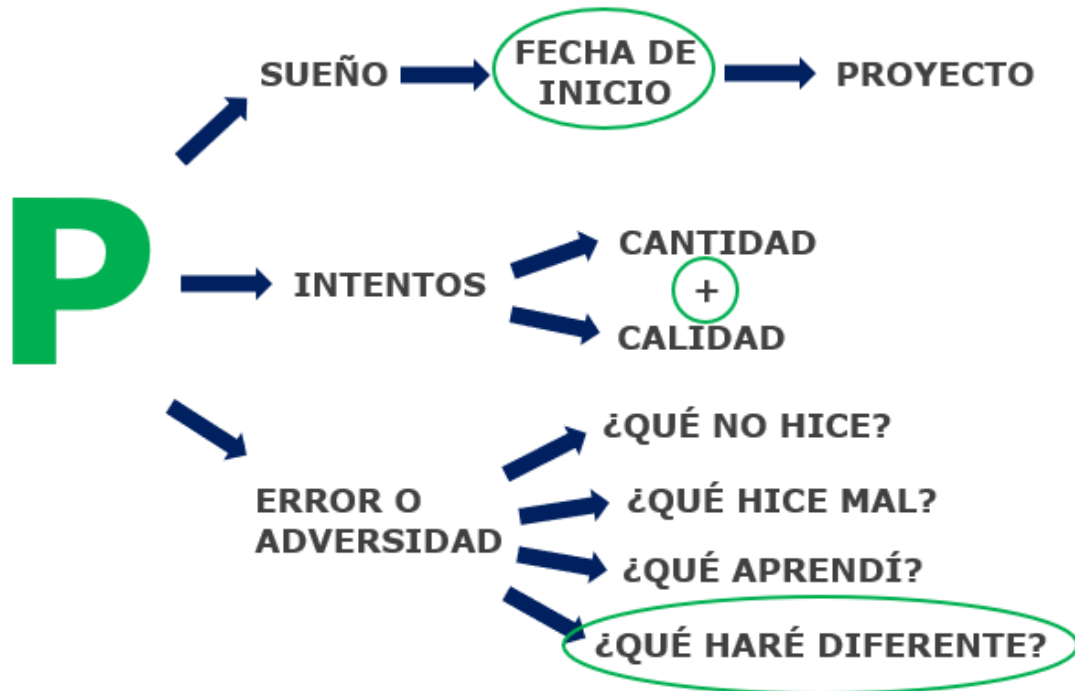 P
SUEÑO
FECHA DE
INICIO
PROYECTO
INTENTOS
CANTIDAD
+
CALIDAD
ERROR O
ADVERSIDAD
¿QUÉ NO HICE?
¿QUÉ HICE MAL?
¿QUÉ APRENDÍ?
¿QUÉ HARÉ DIFERENTE?